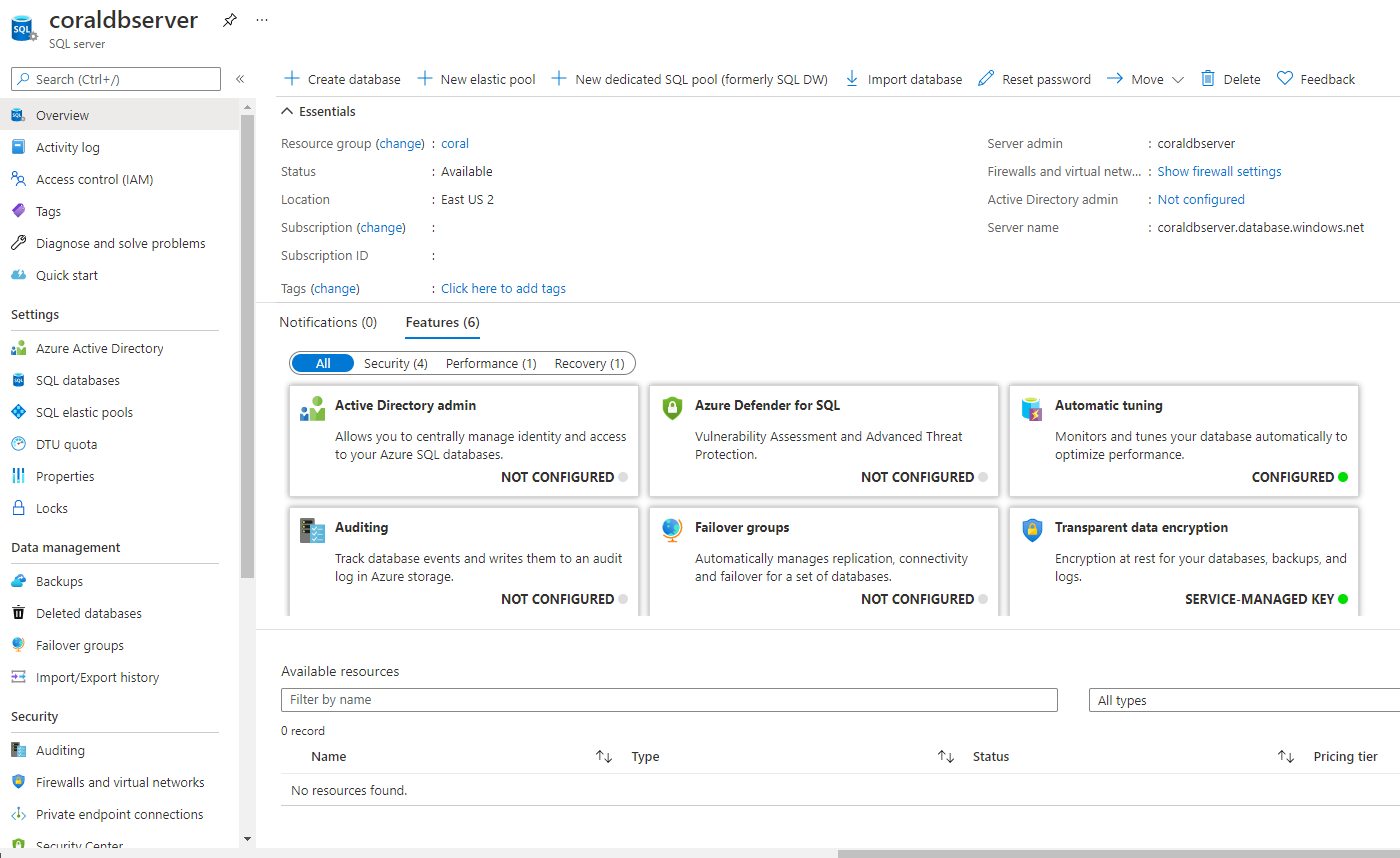 coraldbserver
SQL server
Search (Ctrl+/)
«
Overview
Activity log
Access control (IAM)
Tags
Diagnose and solve problems
Quick start
Settings
Azure Active Directory
SQL databases
SQL elastic pools
DTU quota
Properties
Locks
Data management
Backups
Deleted databases
Failover groups
Import/Export history
Security
Auditing
Firewalls and virtual networks
Private endpoint connections
Security Center
Create database
New elastic pool
New dedicated SQL pool (formerly SQL DW)
Import database
Reset password
Move
Delete
Feedback
Essentials
Resource group (change) : coral
Status : Available
Location : East US 2
Subscription (change) :
Subscription ID :
Tags (change) : Click here to add tags
Server admin : coraldbserver
Firewalls and virtual netw... : Show firewall settings
Active Directory admin : Not configured
Server name : coraldbserver.database.windows.net
Notifications (0) Features (6)
All Security (4) Performance (1) Recovery (1)
Active Directory admin
Allows you to centrally manage identity and access
to your Azure SQL databases.
NOT CONFIGURED
Azure Defender for SQL
Vulnerability Assessment and Advanced Threat
Protection.
NOT CONFIGURED
Automatic tuning
Monitors and tunes your database automatically to
optimize performance.
CONFIGURED
Auditing
Track database events and writes them to an audit
log in Azure storage.
NOT CONFIGURED
Failover groups
Automatically manages replication, connectivity
and failover for a set of databases.
NOT CONFIGURED
Transparent data encryption
Encryption at rest for your databases, backups, and
logs.
SERVICE-MANAGED KEY
Available resources
Filter by name
All types
0 record
Name Type Status Pricing tier
No resources found.